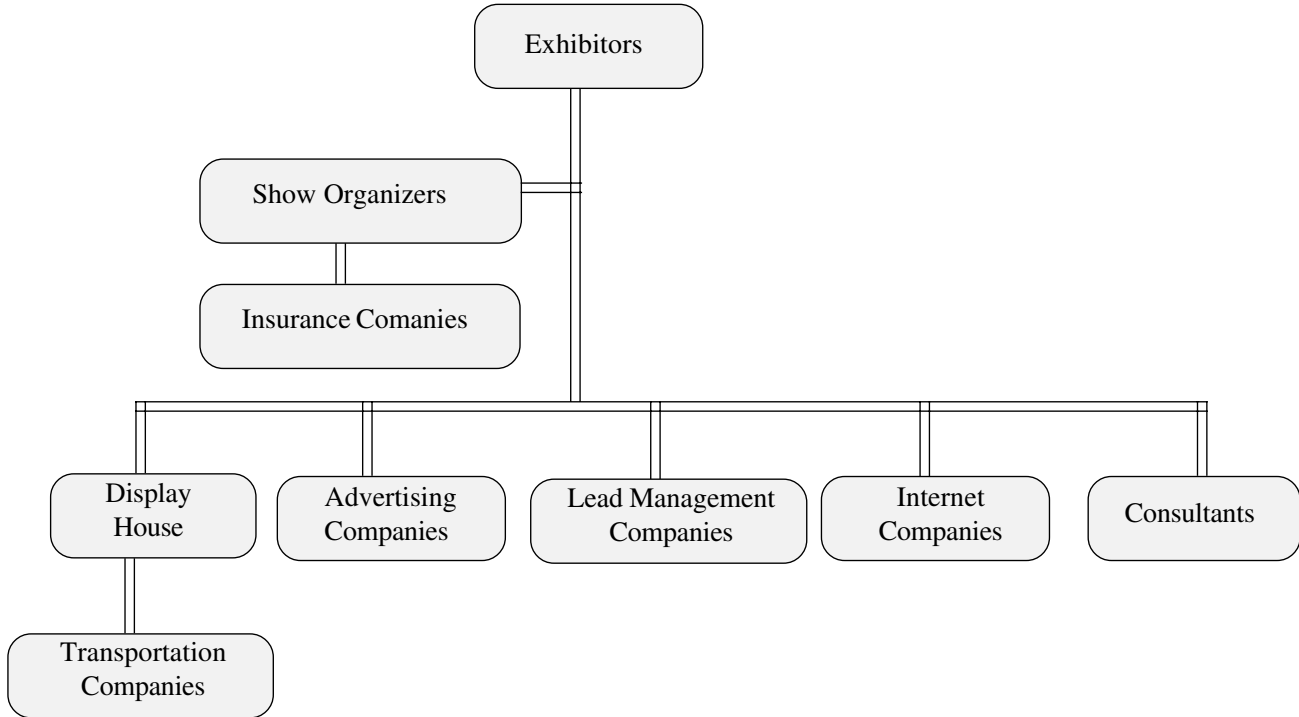 Exhibitors
Show Organizers
Insurance Comanies
Display
House
Advertising
Companies
Lead Management
Companies
Internet
Companies
Consultants
Transportation
Companies